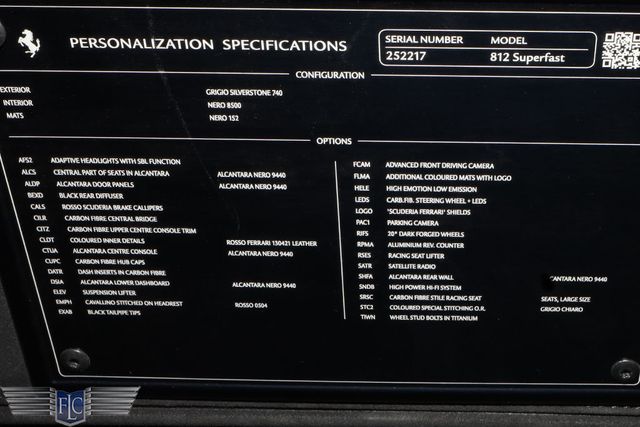 PERSONALIZATION SPECIFICATIONS
SERIAL NUMBER MODEL
252217 812 Superfast
CONFIGURATION
EXTERIOR GRIGIO SILVERSTONE 740
INTERIOR NERO 8500
MATS NERO 152
OPTIONS
AFS2 ADAPTIVE HEADLIGHTS WITH SBL FUNCTION
ALCS CENTRAL PART OF SEATS IN ALCANTARA ALCANTARA NERO 9440
ALDP ALCANTARA DOOR PANELS ALCANTARA NERO 9440
BEXD BLACK REAR DIFFUSER
CALS ROSSO SCUDERIA BRAKE CALLIPERS
CILR CARBON FIBRE CENTRAL BRIDGE
CITZ CARBON FIBRE UPPER CENTRE CONSOLE TRIM
CLDT COLOURED INNER DETAILS ROSSO FERRARI 130421 LEATHER
CTUA ALCANTARA CENTRE CONSOLE ALCANTARA NERO 9440
CUPC CARBON FIBRE HUB CAPS
DATR DASH INSERTS IN CARBON FIBRE
DSIA ALCANTARA LOWER DASHBOARD ALCANTARA NERO 9440
ELEV SUSPENSION LIFTER
EMPH CAVALLINO STITCHED ON HEADREST ROSSO 0504
EXAB BLACK TAILPIPE TIPS
FCAM ADVANCED FRONT DRIVING CAMERA
FLMA ADDITIONAL COLOURED MATS WITH LOGO
HELE HIGH EMOTION LOW EMISSION
LEDS CARB.FIB. STEERING WHEEL + LEDS
LOGO "SCUDERIA FERRARI" SHIELDS
PAC1 PARKING CAMERA
RIFS 20" DARK FORGED WHEELS
RPMA ALUMINIUM REV. COUNTER
RSES RACING SEAT LIFTER
SATR SATELLITE RADIO
SHFA ALCANTARA REAR WALL CANTARA NERO 9440
SNDB HIGH POWER HI-FI SYSTEM
SRSC CARBON FIBRE STILE RACING SEAT SEATS, LARGE SIZE
STC2 COLOURED SPECIAL STITCHING O.R. GRIGIO CHIARO
TIWN WHEEL STUD BOLTS IN TITANIUM
FLC